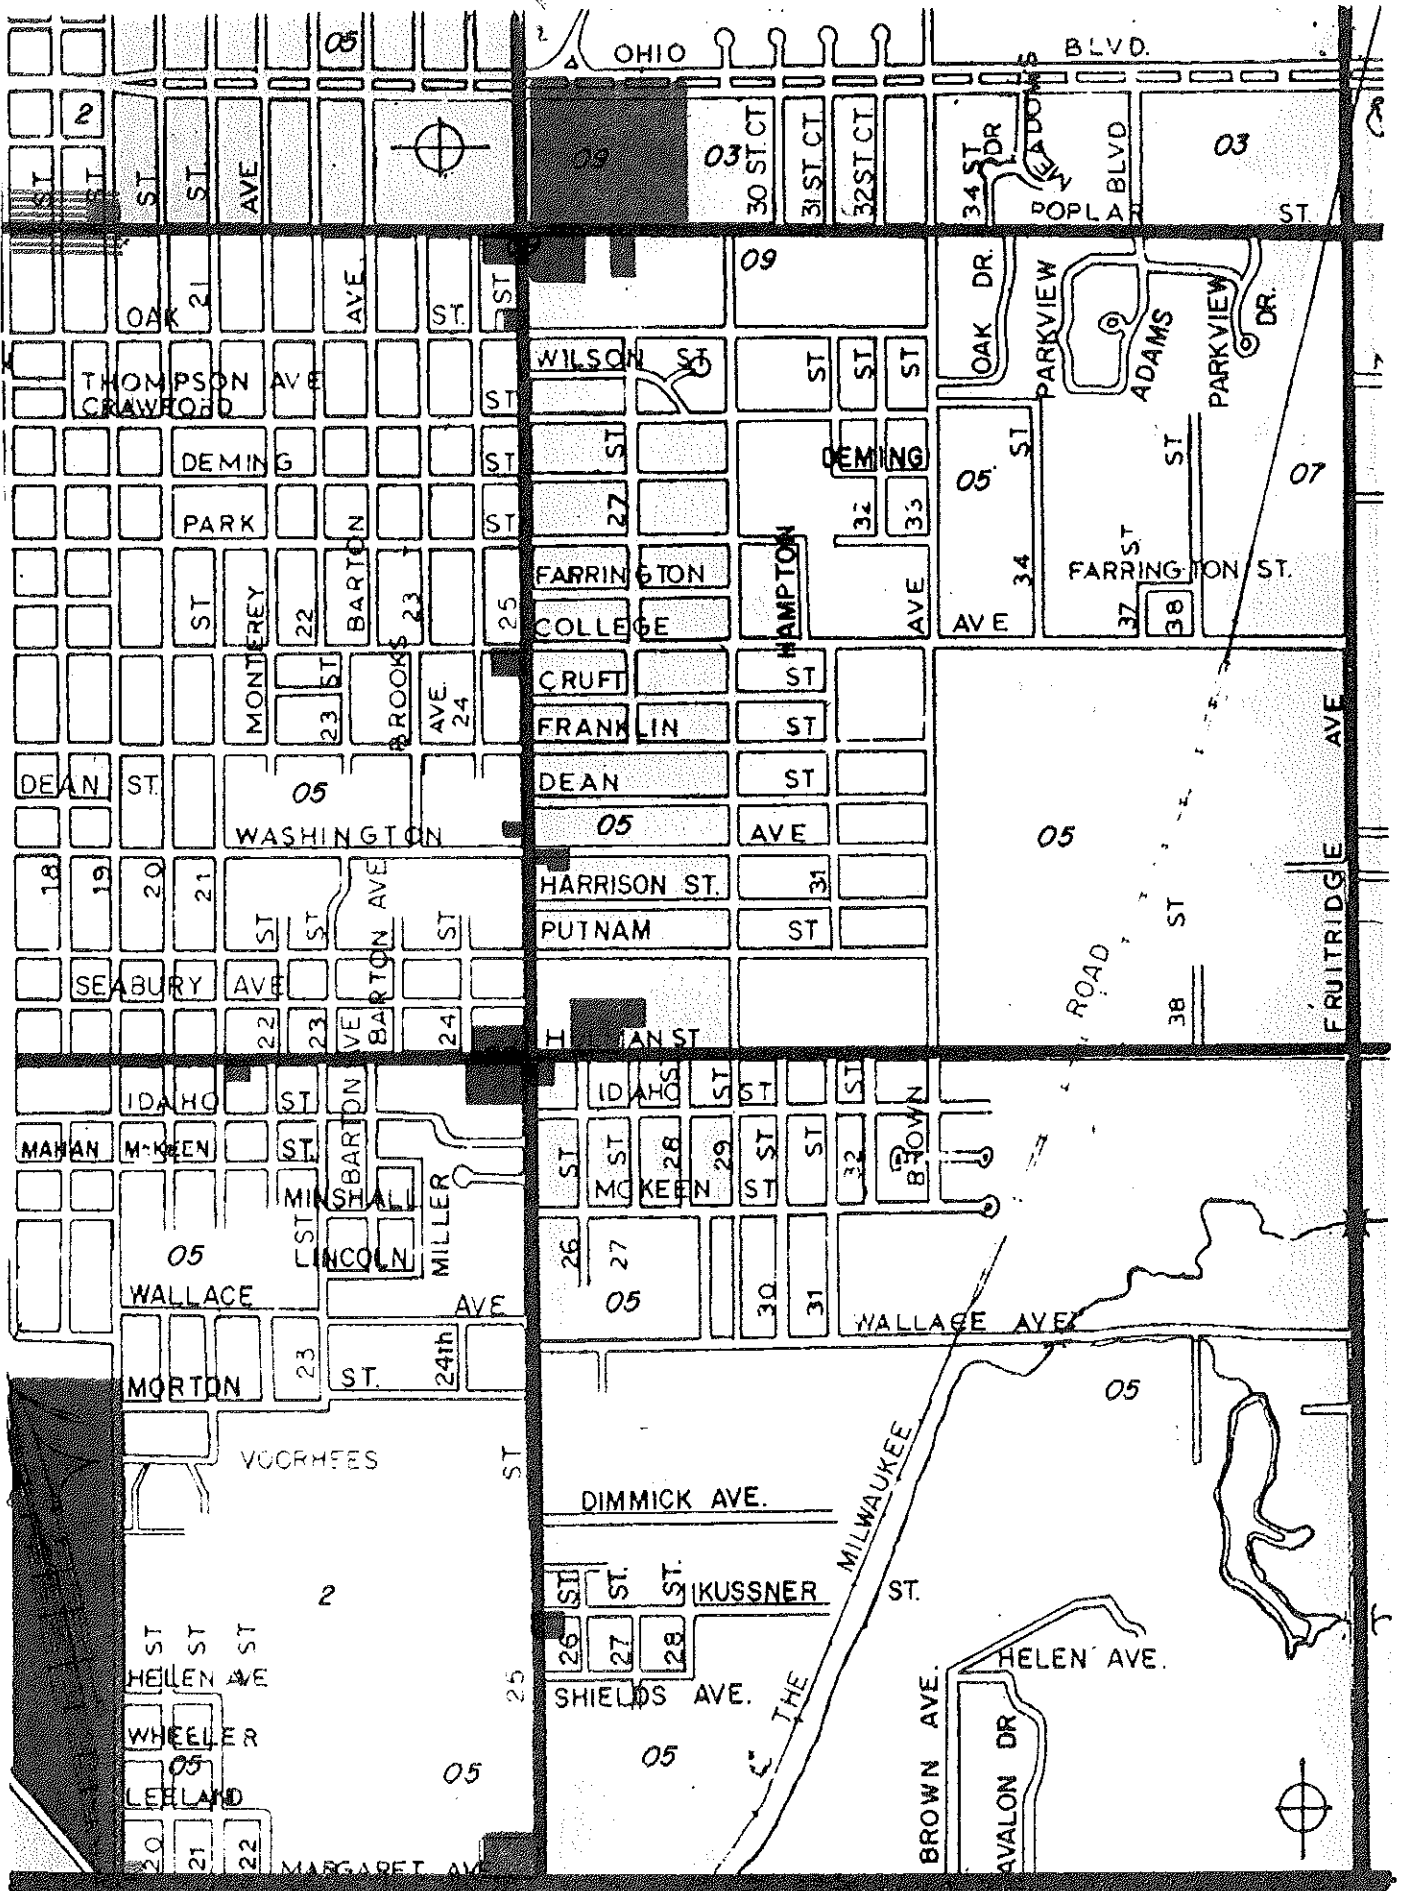 05
OHIO
BLVD.
2
ST
ST
ST
ST
AVE
09
03
30 ST. CT
31 ST CT
32 ST CT
34 ST
DR
MEADOWS
BLVD
03
POPLAR
ST.
09
OAK
21
AVE.
ST.
ST
OAK DR.
PARKVIEW
ADAMS
PARKVIEW
DR.
WILSON ST
ST
ST
ST
THOMPSON AVE
CRAWFORD
ST
DEMING
ST
ST
27
DEMING
05
ST
ST
07
PARK
ST
32
33
BARTON
HAMPTON
FARRINGTON
34
37 ST.
FARRINGTON ST.
ST
MONTEREY
22
23
25
COLLEGE
AVE
AVE
38
23 ST
BROOKS
AVE.
24
CRUFT
ST
FRANKLIN
ST
FRUITRIDGE AVE
DEAN ST.
05
DEAN
ST
WASHINGTON
05
AVE
05
18
19
20
21
BARTON AVE
HARRISON ST.
31
ST
ST
ST
PUTNAM
ST
38 ST
SEABURY AVE
BARTON AVE
22
23
24
ROAD
H
AN ST
IDAHO ST
BARTON
IDAHO ST
ST
ST
ST
BROWN
MAHAN
McKEEN
ST.
ST
ST
28
29
ST
ST
32
MINSHALL
MILLER
MCKEEN ST
05
ST
LINCOLN
26
27
WALLACE
AVE
05
30
31
WALLACE AVE
23
24th
MORTON
ST.
05
VOORHEES
ST
DIMMICK AVE.
THE MILWAUKEE
2
ST
ST.
ST.
KUSSNER ST.
ST
ST
ST
26
27
28
HELEN AVE
25
SHIELDS AVE.
HELEN AVE.
WHEELER
05
05
05
BROWN AVE.
AVALON DR
LEELAND
20
21
22
MARGARET AVE